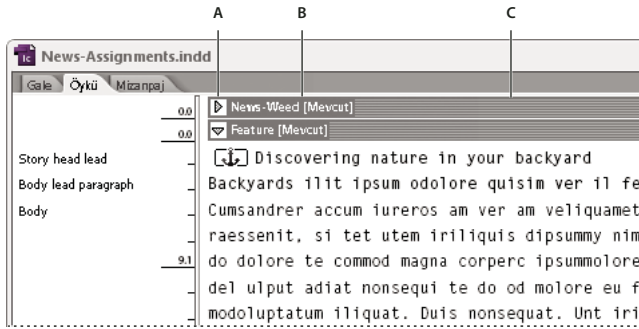 A B C
Ic News-Assignments.indd
Gale Öykü Mizanpaj
0.0 News-Weed [Mevcut]
0.0 Feature [Mevcut]
Story head lead Discovering nature in your backyard
Body lead paragraph Backyards ilit ipsum odolore quisim ver il fe
Body Cumsandrer accum iureros am ver am veliquamet
raessenit, si tet utem iriliquis dipsummy nim
9.1 do dolore te commod magna corperc ipsummolore
del ulput adiat nonsequi te do od molore eu f
modoluptatum iliquat. Duis nonsequat. Unt iri